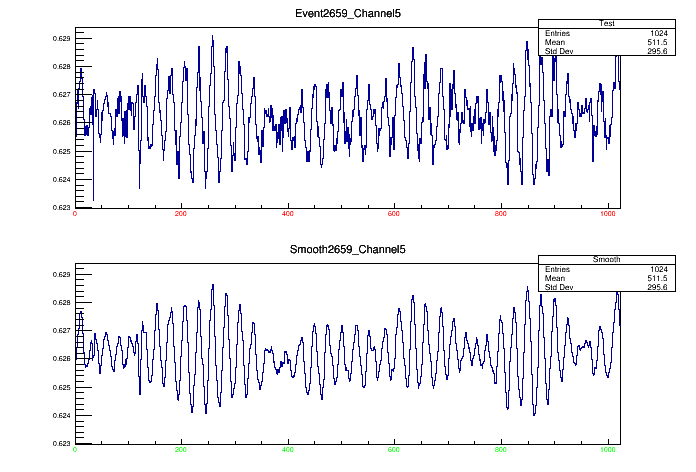 Event2659_Channel5
Test
Entries 1024
Mean 511.5
Std Dev 295.6
0.629
0.628
0.627
0.626
0.625
0.624
0.623
0 200 400 600 800 1000
Smooth2659_Channel5
Smooth
Entries 1024
Mean 511.5
Std Dev 295.6
0.629
0.628
0.627
0.626
0.625
0.624
0.623
0 200 400 600 800 1000